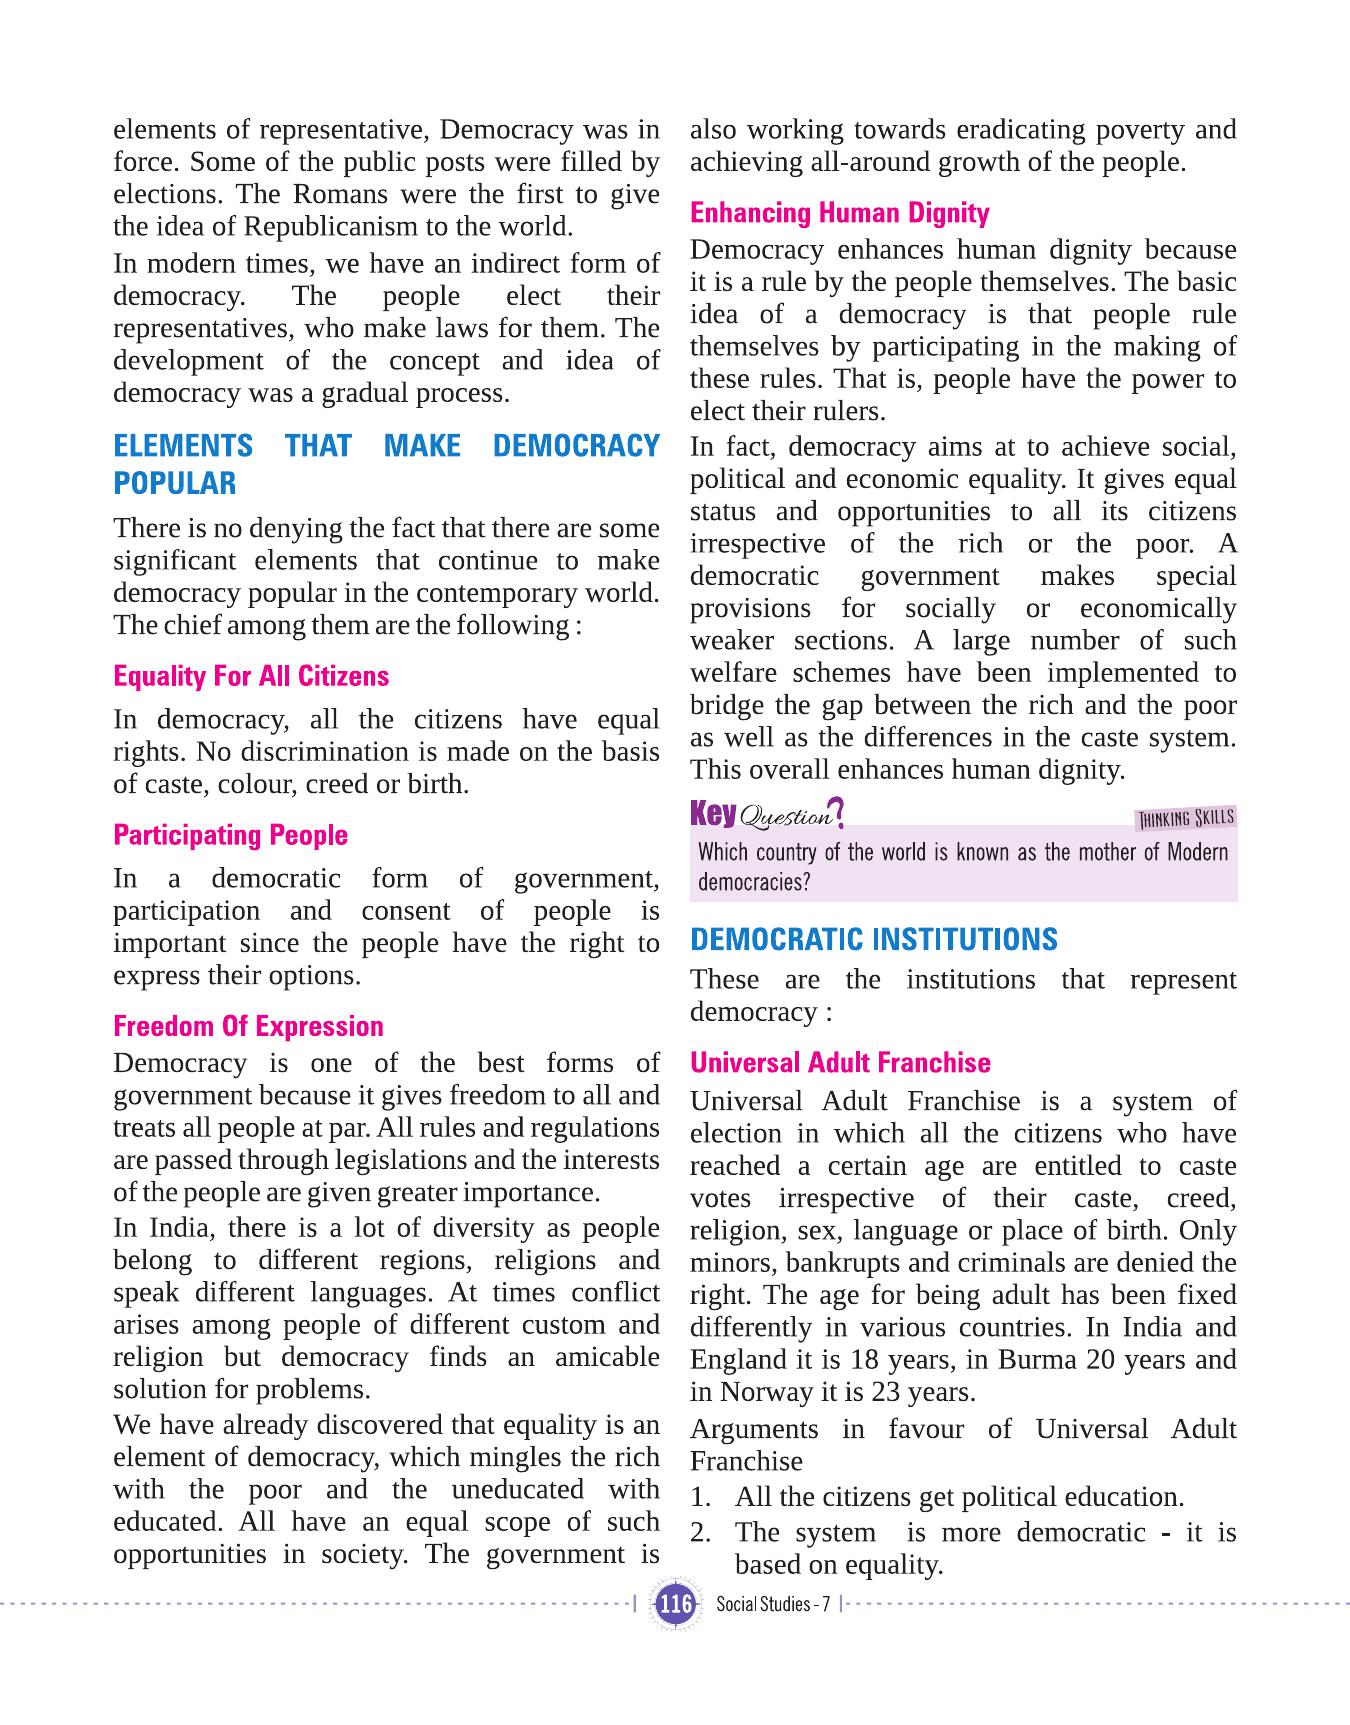 elements of representative, Democracy was in
force. Some of the public posts were filled by
elections. The Romans were the first to give
the idea of Republicanism to the world.
In modern times, we have an indirect form of
democracy. The people elect their
representatives, who make laws for them. The
development of the concept and idea of
democracy was a gradual process.
ELEMENTS THAT MAKE DEMOCRACY
POPULAR
There is no denying the fact that there are some
significant elements that continue to make
democracy popular in the contemporary world.
The chief among them are the following :
Equality For All Citizens
In democracy, all the citizens have equal
rights. No discrimination is made on the basis
of caste, colour, creed or birth.
Participating People
In a democratic form of government,
participation and consent of people is
important since the people have the right to
express their options.
Freedom Of Expression
Democracy is one of the best forms of
government because it gives freedom to all and
treats all people at par. All rules and regulations
are passed through legislations and the interests
of the people are given greater importance.
In India, there is a lot of diversity as people
belong to different regions, religions and
speak different languages. At times conflict
arises among people of different custom and
religion but democracy finds an amicable
solution for problems.
We have already discovered that equality is an
element of democracy, which mingles the rich
with the poor and the uneducated with
educated. All have an equal scope of such
opportunities in society. The government is
also working towards eradicating poverty and
achieving all-around growth of the people.
Enhancing Human Dignity
Democracy enhances human dignity because
it is a rule by the people themselves. The basic
idea of a democracy is that people rule
themselves by participating in the making of
these rules. That is, people have the power to
elect their rulers.
In fact, democracy aims at to achieve social,
political and economic equality. It gives equal
status and opportunities to all its citizens
irrespective of the rich or the poor. A
democratic government makes special
provisions for socially or economically
weaker sections. A large number of such
welfare schemes have been implemented to
bridge the gap between the rich and the poor
as well as the differences in the caste system.
This overall enhances human dignity.
Key Question? THINKING SKILLS
Which country of the world is known as the mother of Modern
democracies?
DEMOCRATIC INSTITUTIONS
These are the institutions that represent
democracy :
Universal Adult Franchise
Universal Adult Franchise is a system of
election in which all the citizens who have
reached a certain age are entitled to caste
votes irrespective of their caste, creed,
religion, sex, language or place of birth. Only
minors, bankrupts and criminals are denied the
right. The age for being adult has been fixed
differently in various countries. In India and
England it is 18 years, in Burma 20 years and
in Norway it is 23 years.
Arguments in favour of Universal Adult
Franchise
1. All the citizens get political education.
2. The system is more democratic - it is
based on equality.
116 Social Studies - 7